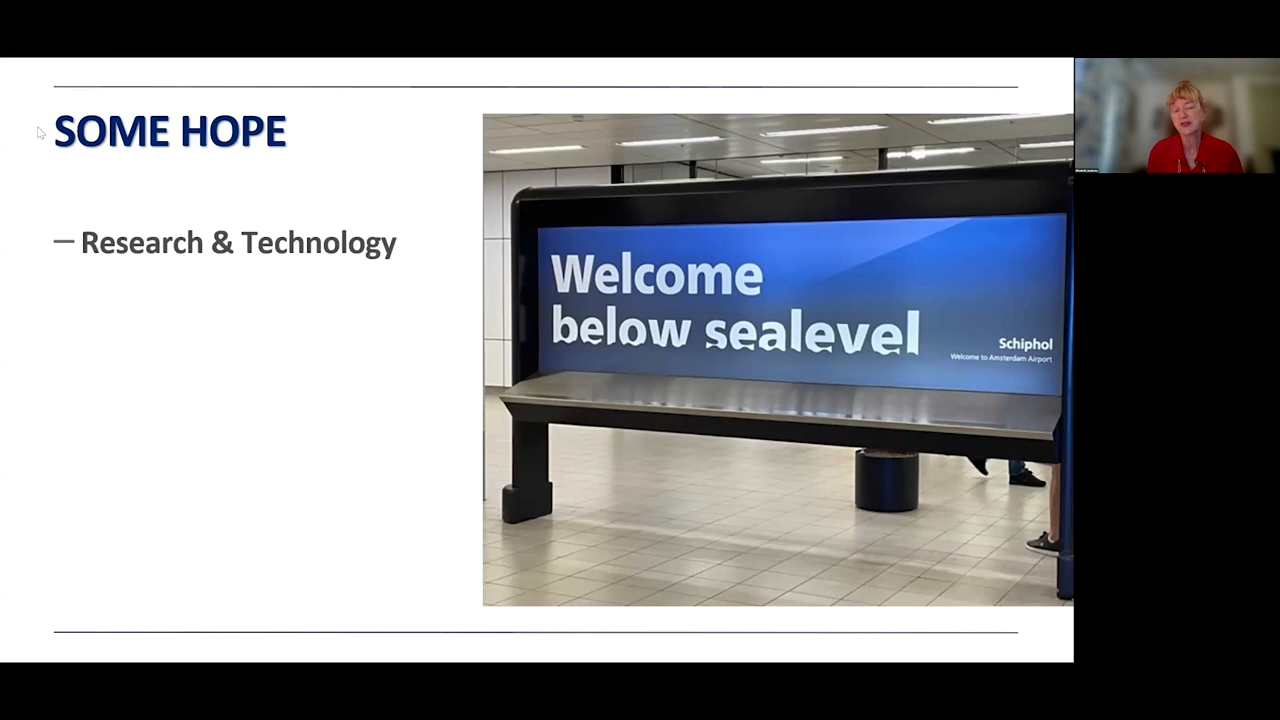 SOME HOPE
– Research & Technology
Welcome
below sealevel
Schiphol
Welcome to Amsterdam Airport